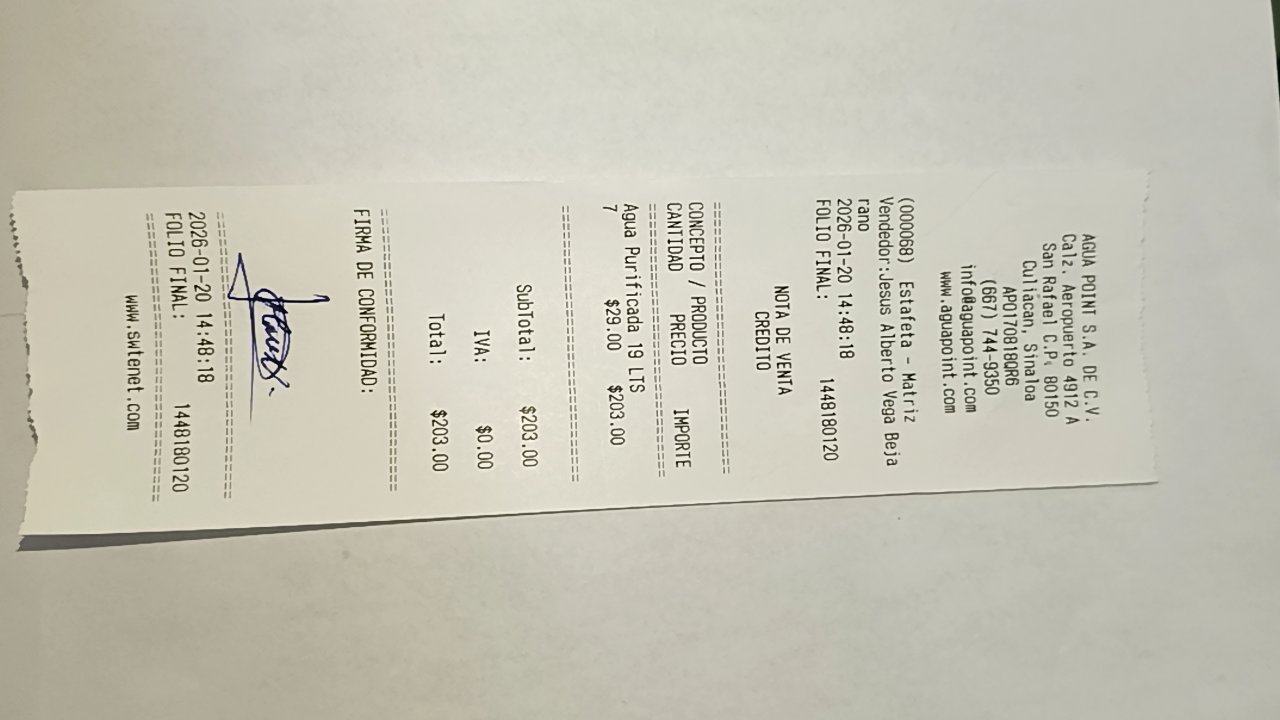 AGUA POINT S.A. DE C.V.
Calz. Aeropuerto 4912 A
San Rafael C.P. 80150
Culiacan, Sinaloa
APO170818QR6
(667) 744-9350
info@aguapoint.com
www.aguapoint.com
(000068) Estafeta - Matriz
Vendedor:Jesus Alberto Vega Beja
rano
2026-01-20 14:48:18
FOLIO FINAL: 1448180120
NOTA DE VENTA
CREDITO
CONCEPTO / PRODUCTO
CANTIDAD PRECIO IMPORTE
Agua Purificada 19 LTS
7 $29.00 $203.00
SubTotal: $203.00
IVA: $0.00
Total: $203.00
FIRMA DE CONFORMIDAD:
2026-01-20 14:48:18
FOLIO FINAL: 1448180120
www.swtenet.com